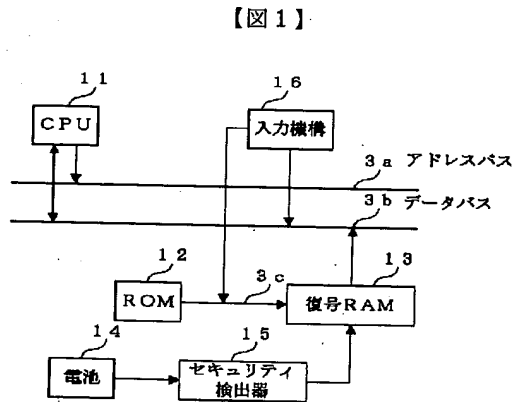 【図1】
11
16
CPU
入力機構
3a アドレスバス
3b データバス
12
3c
13
ROM
復号RAM
14
15
電池
セキュリティ
検出器